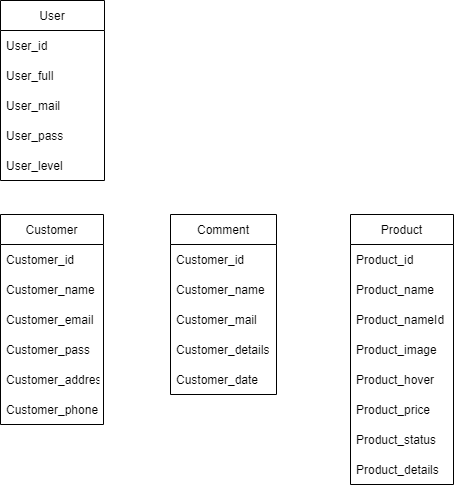 User
User_id
User_full
User_mail
User_pass
User_level
Customer
Customer_id
Customer_name
Customer_email
Customer_pass
Customer_addres
Customer_phone
Comment
Customer_id
Customer_name
Customer_mail
Customer_details
Customer_date
Product
Product_id
Product_name
Product_nameId
Product_image
Product_hover
Product_price
Product_status
Product_details